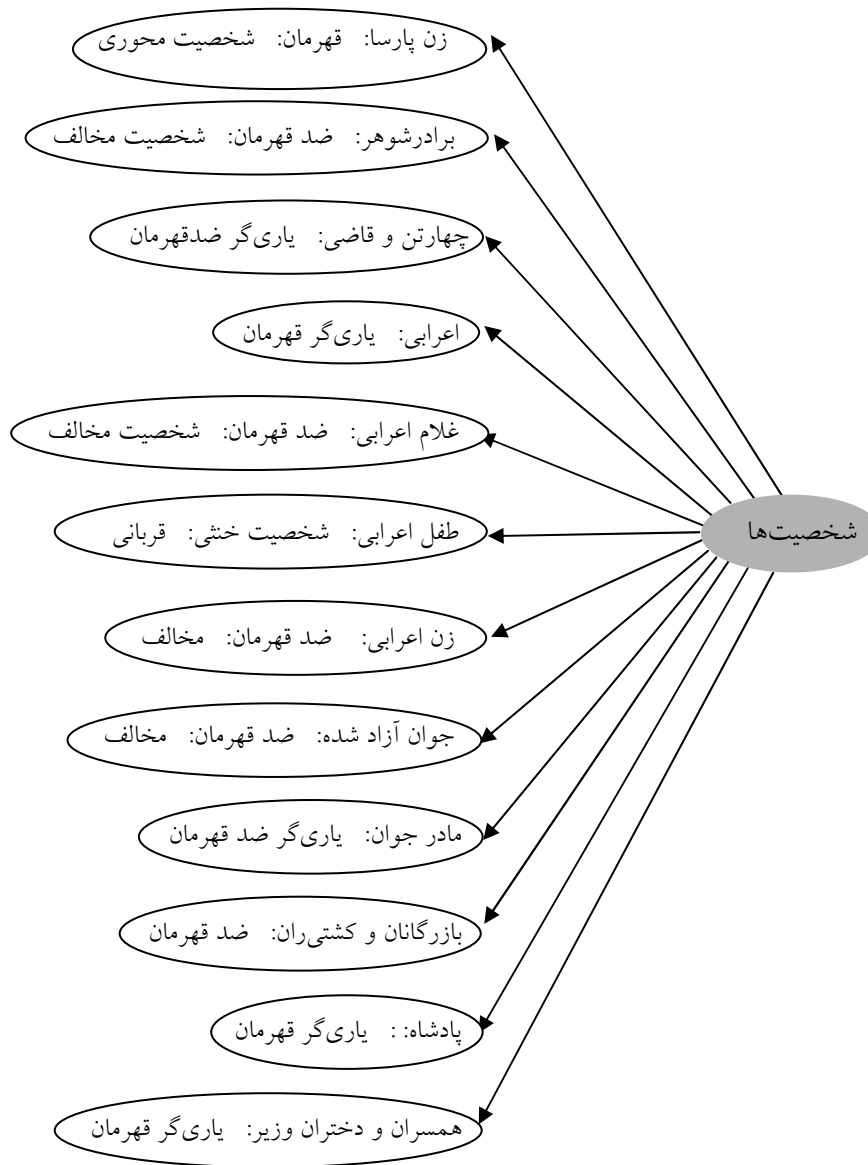 زن پارسا: قهرمان: شخصیت محوری
برادرشوهر: ضد قهرمان: شخصیت مخالف
چهارتن و قاضی: یاری‌گر ضدقهرمان
اعرابی: یاری‌گر قهرمان
غلام اعرابی: ضد قهرمان: شخصیت مخالف
شخصیت‌ها
طفل اعرابی: شخصیت خنثی: قربانی
زن اعرابی: ضد قهرمان: مخالف
جوان آزاد شده: ضد قهرمان: مخالف
مادر جوان: یاری‌گر ضد قهرمان
بازرگانان و کشتی‌ران: ضد قهرمان
پادشاه: : یاری‌گر قهرمان
همسران و دختران وزیر: یاری‌گر قهرمان